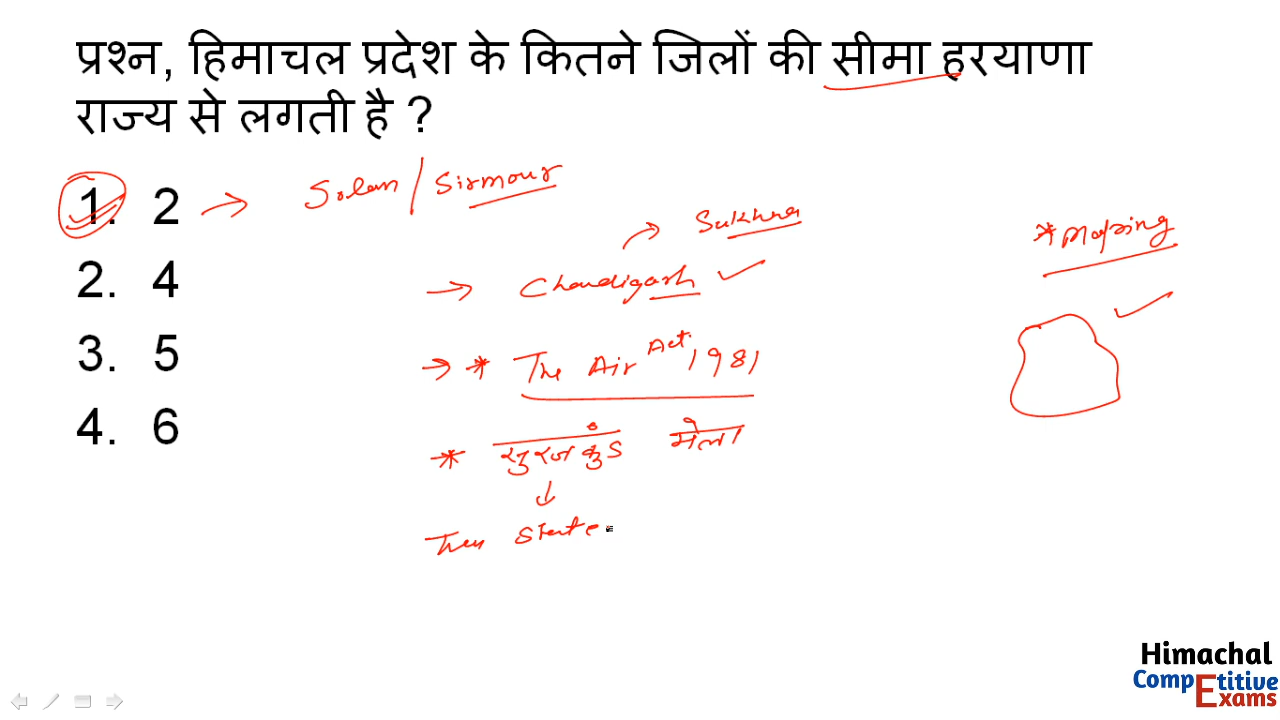 प्रश्न, हिमाचल प्रदेश के कितने जिलों की सीमा हरयाणा
राज्य से लगती है ?
1. 2 → Solan / Sirmour
Sukhna
* Mapping
2. 4
→ Chandigarh
3. 5
→ * The Air Act, 1981
4. 6
* सुरजकुंड मेला
State
Himachal
Competitive
Exams